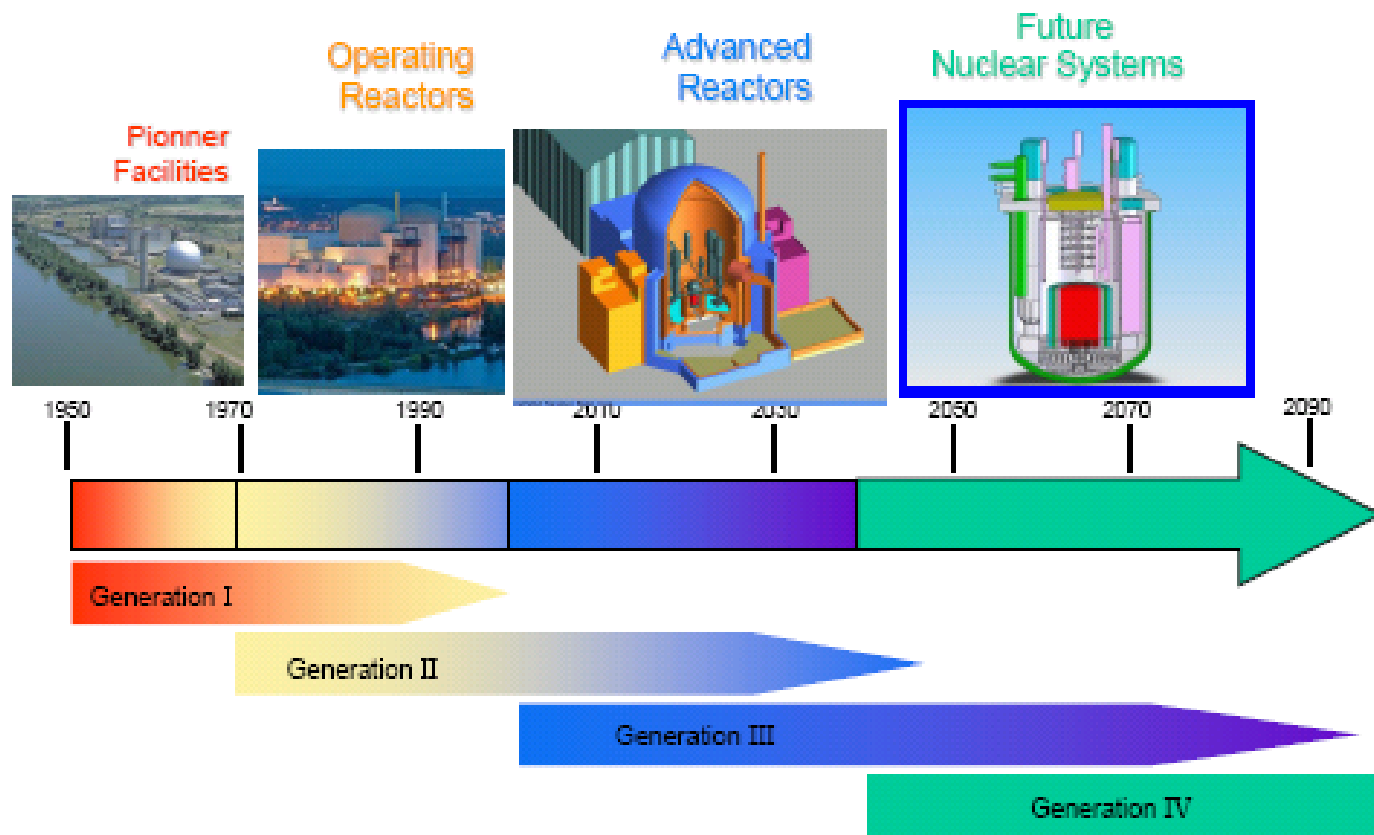 Future
Nuclear Systems
Advanced
Reactors
Operating
Reactors
Pionner
Facilities
1950
1970
1990
2010
2030
2050
2070
2090
Generation I
Generation II
Generation III
Generation IV